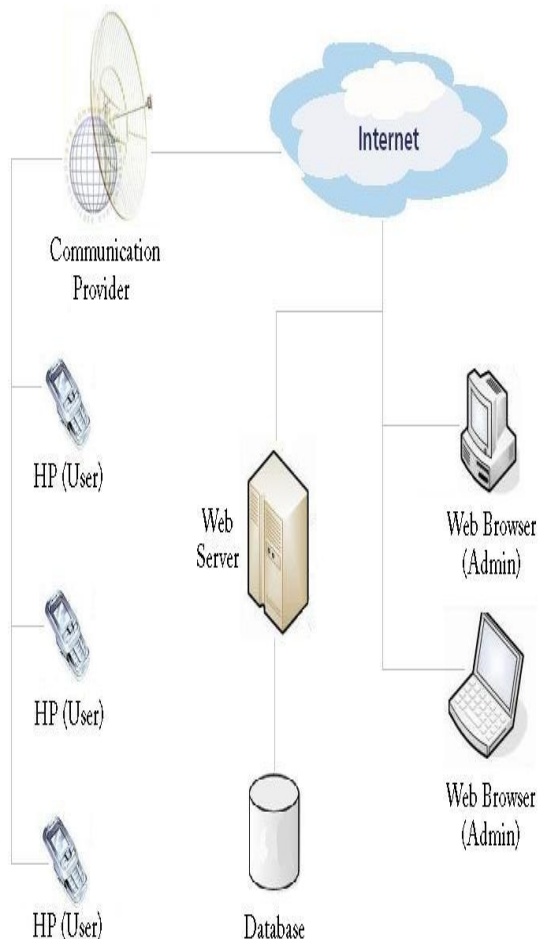 Internet
Communication
Provider
HP (User)
Web
Server
Web Browser
(Admin)
HP (User)
Web Browser
(Admin)
HP (User)
Database